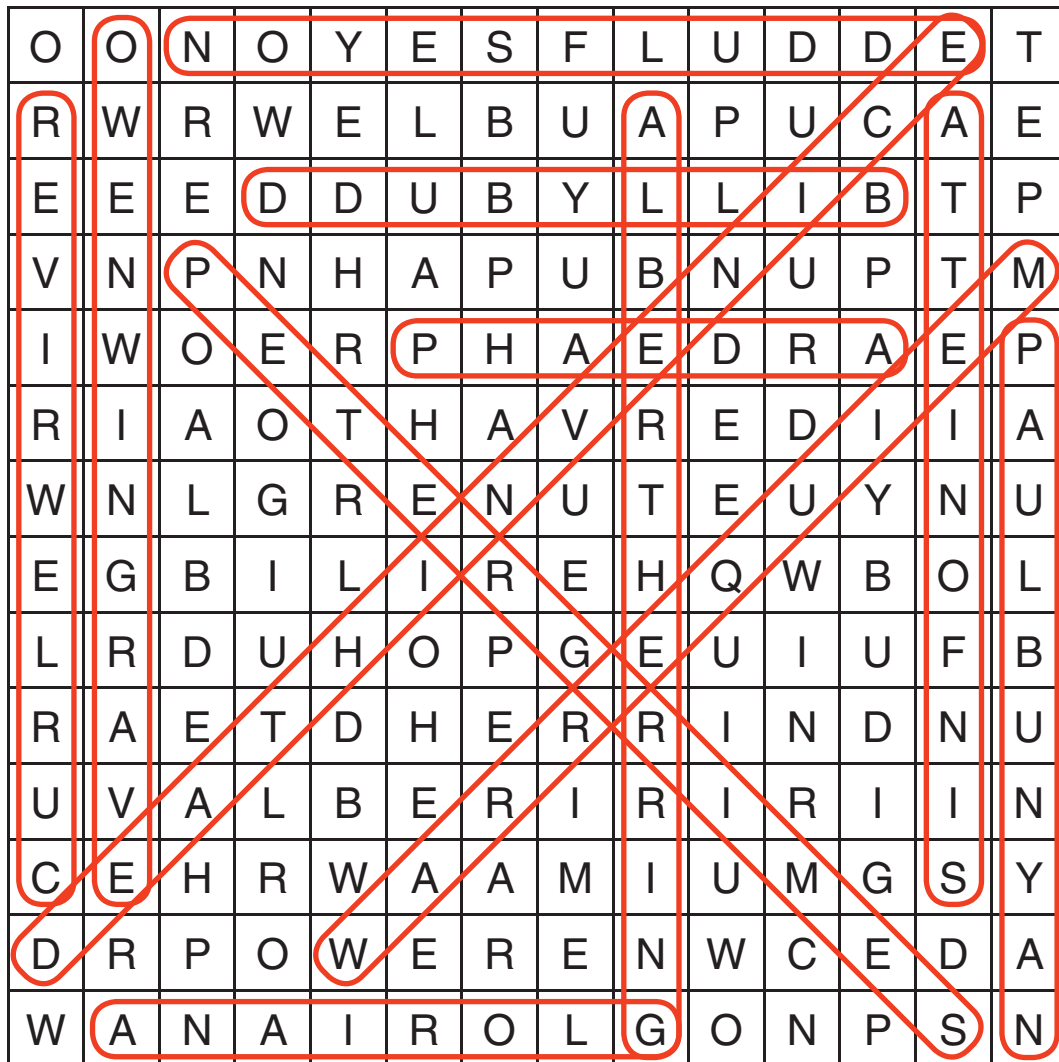 O O N O Y E S F L U D D E T
R W R W E L B U A P U C A E
E E E D D U B Y L L I B T P
V N P N H A P U B N U P T M
I W O E R P H A E D R A E P
R I A O T H A V R E D I I A
W N L G R E N U T E U Y N U
E G B I L I R E H Q W B O L
L R D U H O P G E U I U F B
R A E T D H E R R I N D N U
U V A L B E R I R I R I I N
C E H R W A A M I U M G S Y
D R P O W E R E N W C E D A
W A N A I R O L G O N P S N